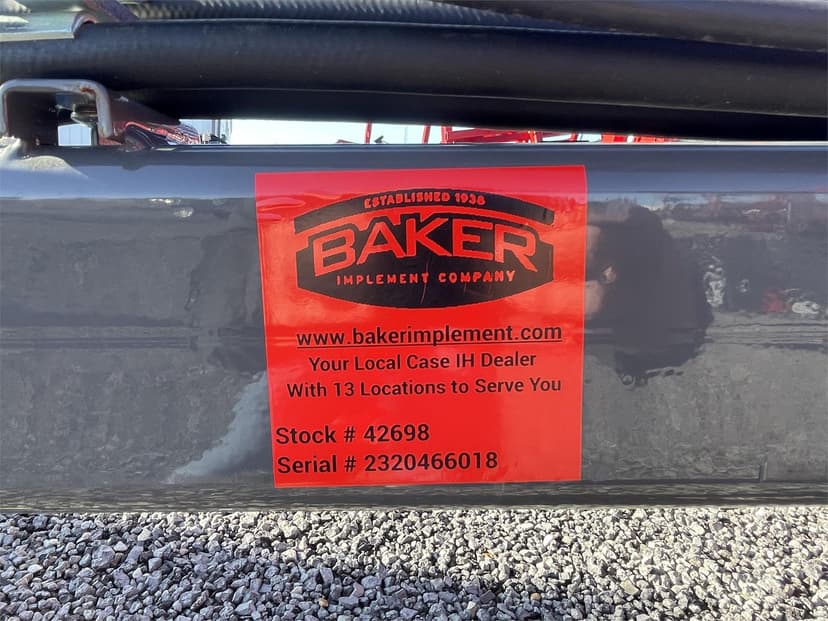 ESTABLISHED 1938
BAKER
IMPLEMENT COMPANY
www.bakerimplement.com
Your Local Case IH Dealer
With 13 Locations to Serve You
Stock # 42698
Serial # 2320466018